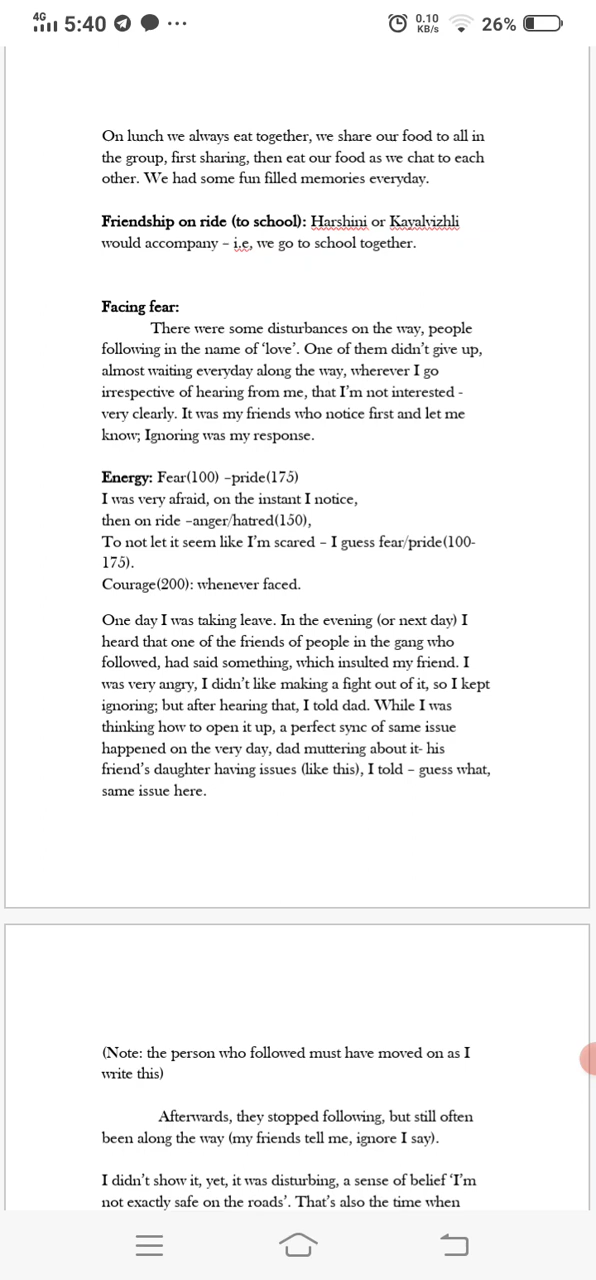 4G 5:40 ... 0.10 KB/s 26%
On lunch we always eat together, we share our food to all in
the group, first sharing, then eat our food as we chat to each
other. We had some fun filled memories everyday.
Friendship on ride (to school): Harshini or Kayalvizhli
would accompany – i.e, we go to school together.
Facing fear:
There were some disturbances on the way, people
following in the name of ‘love’. One of them didn’t give up,
almost waiting everyday along the way, wherever I go
irrespective of hearing from me, that I’m not interested -
very clearly. It was my friends who notice first and let me
know; Ignoring was my response.
Energy: Fear(100) –pride(175)
I was very afraid, on the instant I notice,
then on ride –anger/hatred(150),
To not let it seem like I’m scared – I guess fear/pride(100-
175).
Courage(200): whenever faced.
One day I was taking leave. In the evening (or next day) I
heard that one of the friends of people in the gang who
followed, had said something, which insulted my friend. I
was very angry, I didn’t like making a fight out of it, so I kept
ignoring; but after hearing that, I told dad. While I was
thinking how to open it up, a perfect sync of same issue
happened on the very day, dad muttering about it- his
friend’s daughter having issues (like this), I told – guess what,
same issue here.
(Note: the person who followed must have moved on as I
write this)
Afterwards, they stopped following, but still often
been along the way (my friends tell me, ignore I say).
I didn’t show it, yet, it was disturbing, a sense of belief ‘I’m
not exactly safe on the roads’. That’s also the time when